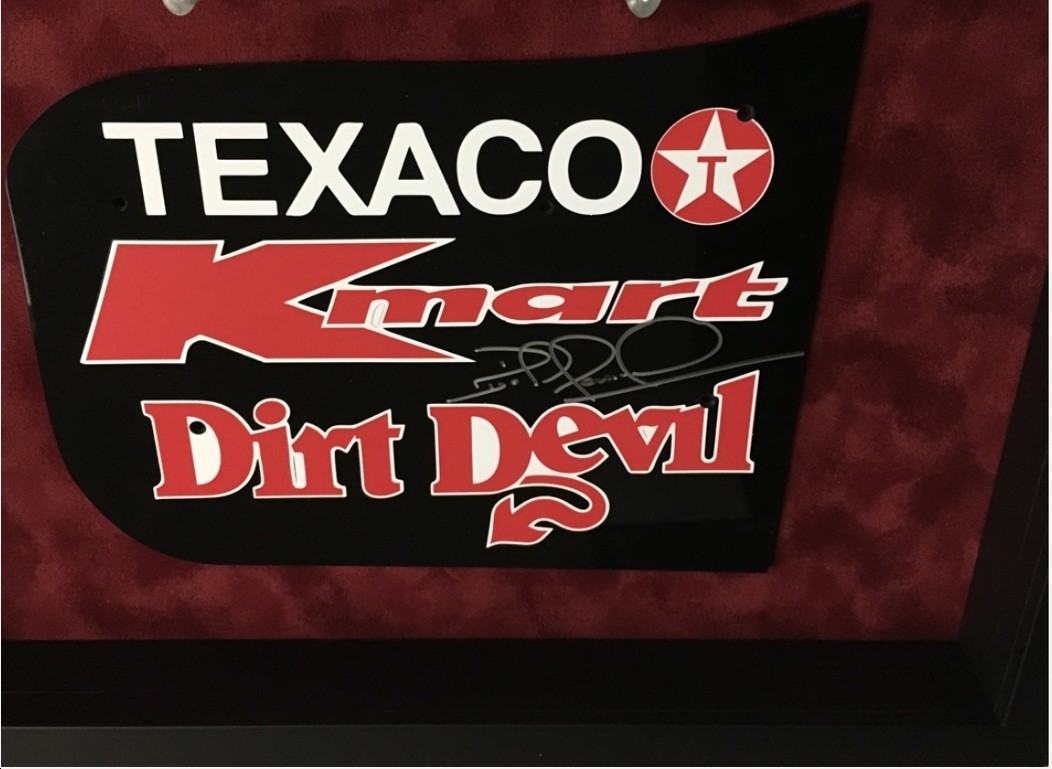 TEXACO T
Kmart
Dirt Devil